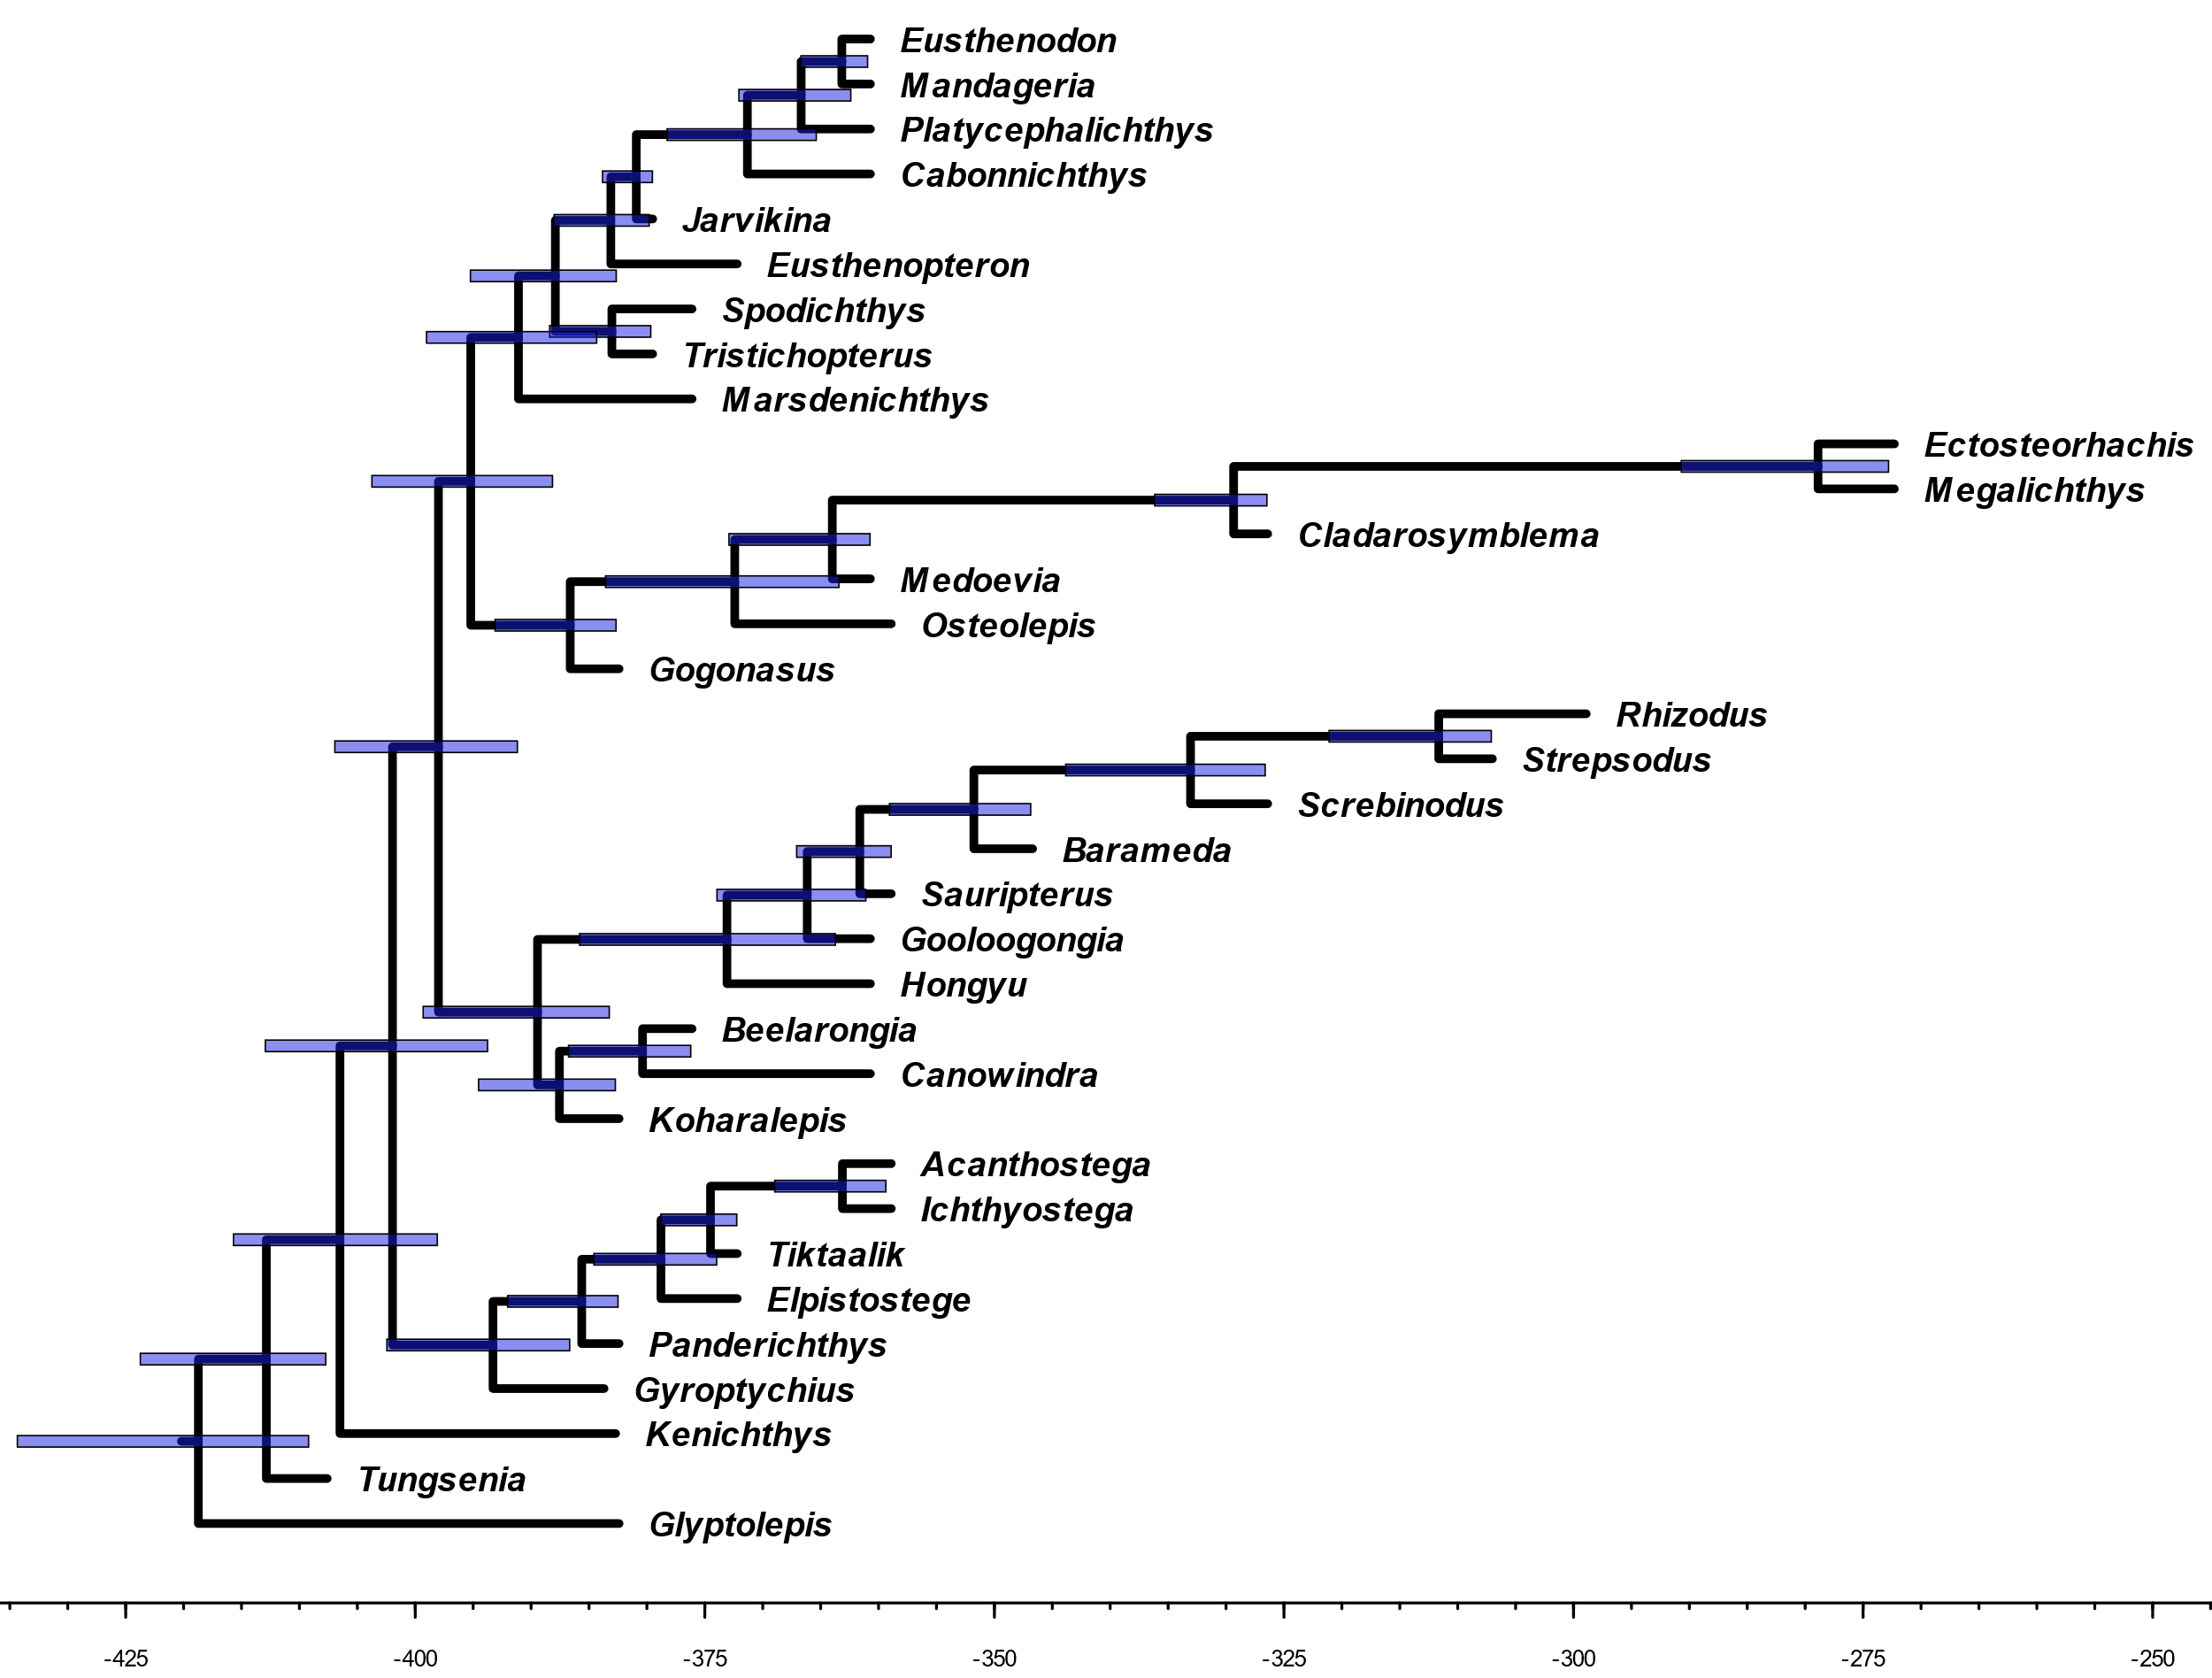 Eusthenodon
Mandageria
Platycephalichthys
Cabonnichthys
Jarvikina
Eusthenopteron
Spodichthys
Tristichopterus
Marsdenichthys
Ectosteorhachis
Megalichthys
Cladarosymblema
Medoevia
Osteolepis
Gogonasus
Rhizodus
Strepsodus
Screbinodus
Barameda
Sauripterus
Gooloogongia
Hongyu
Beelarongia
Canowindra
Koharalepis
Acanthostega
Ichthyostega
Tiktaalik
Elpistostege
Panderichthys
Gyroptychius
Kenichthys
Tungsenia
Glyptolepis
-425 -400 -375 -350 -325 -300 -275 -250